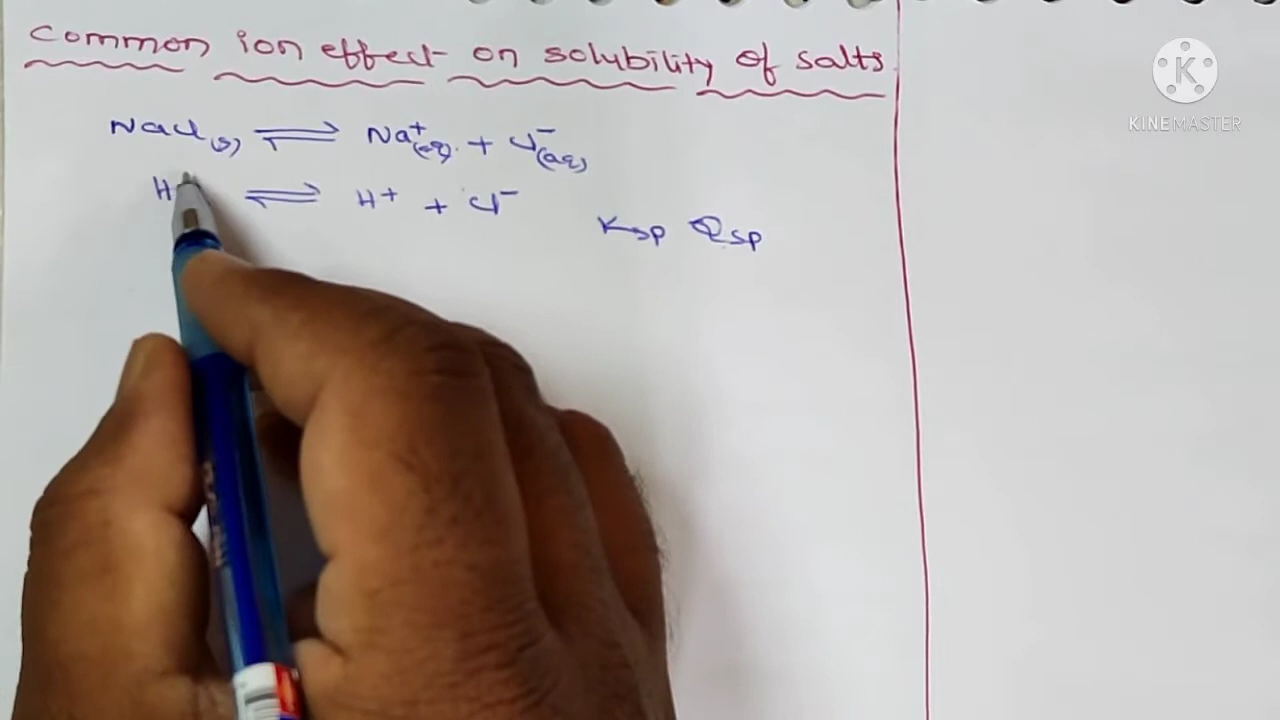 common ion effect on solubility of salts
NaCl(s) ⇌ Na+(aq) + Cl-(aq)
H ⇌ H+ + Cl-
Ksp Qsp
K
KINEMASTER